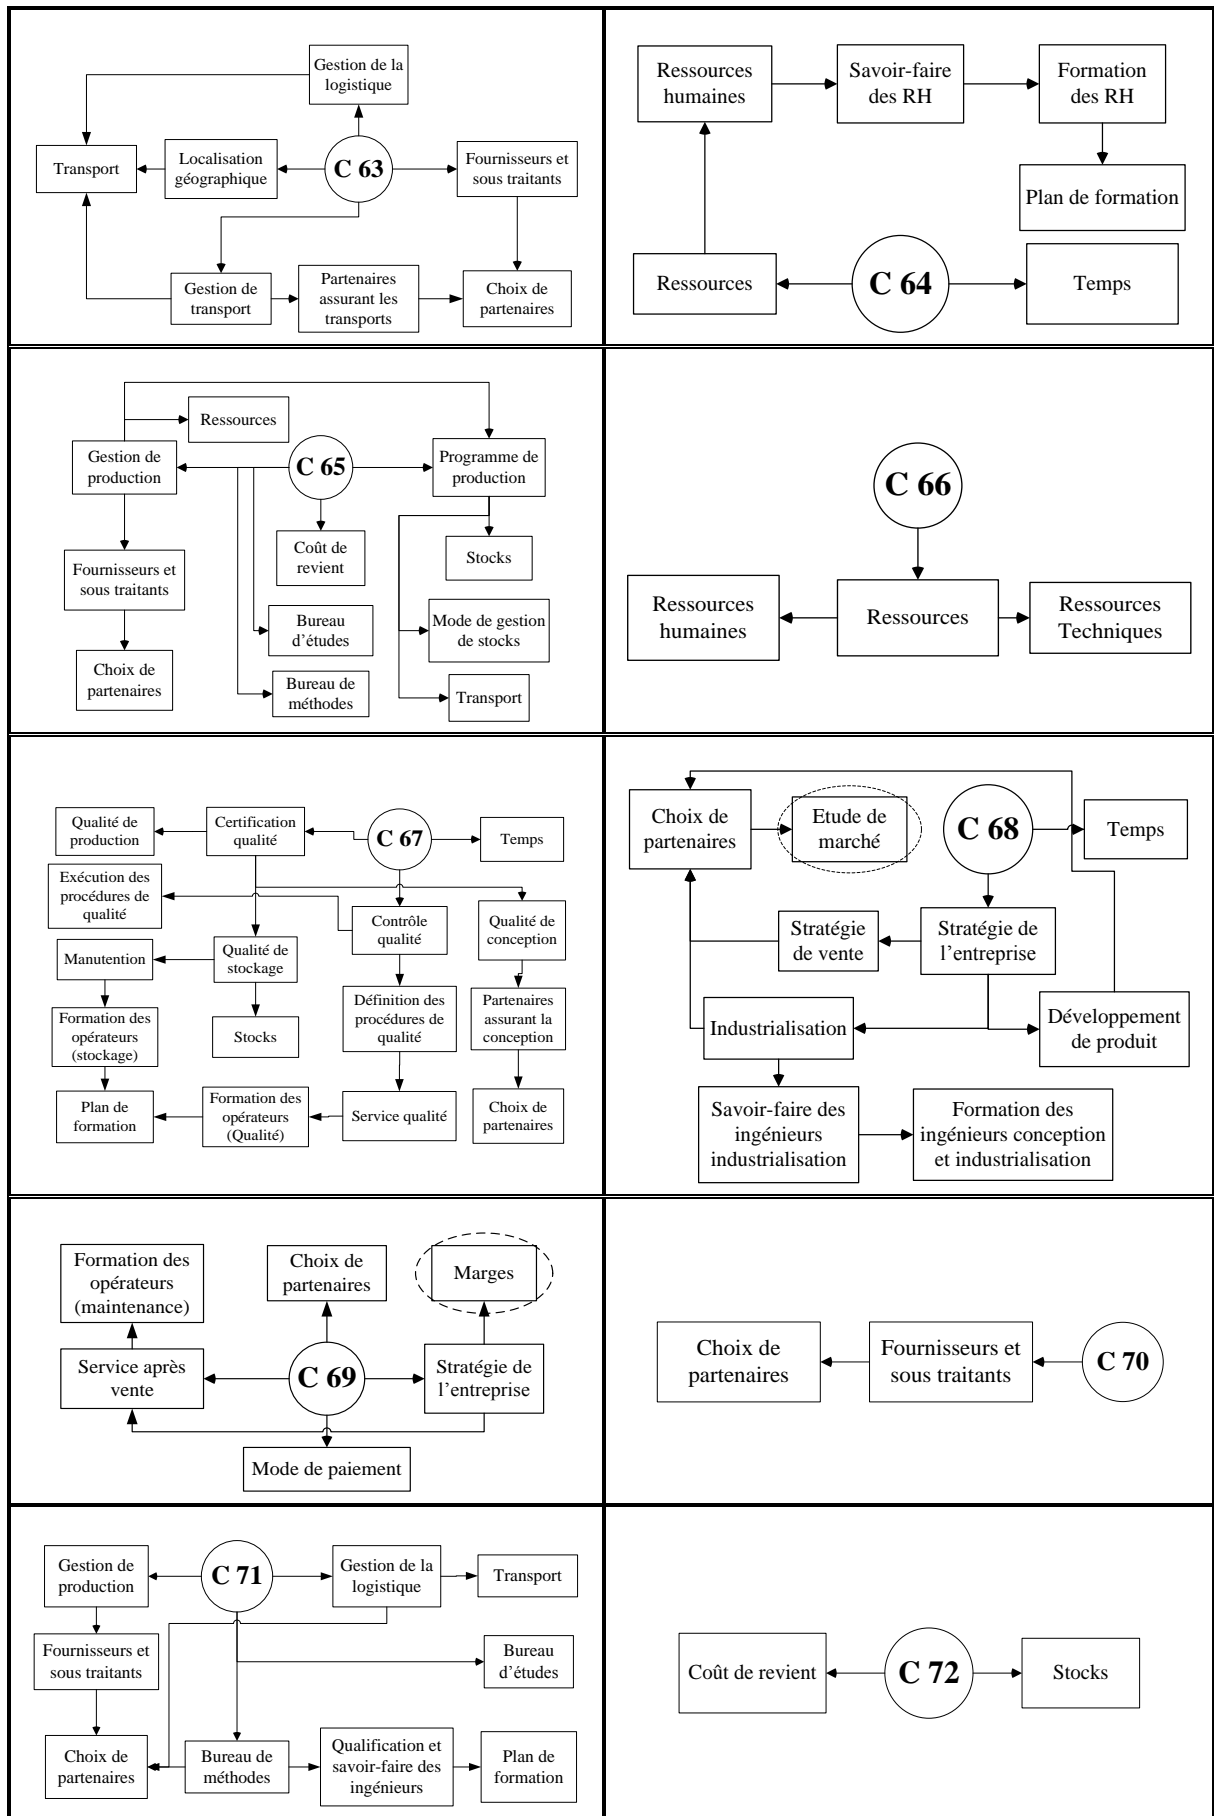 Gestion de la
logistique
Transport
Localisation
géographique
C 63
Fournisseurs et
sous traitants
Gestion de
transport
Partenaires
assurant les
transports
Choix de
partenaires
Ressources
humaines
Savoir-faire
des RH
Formation
des RH
Plan de formation
Ressources
C 64
Temps
Ressources
Gestion de
production
C 65
Programme de
production
Coût de
revient
Stocks
Fournisseurs et
sous traitants
Bureau
d’études
Mode de gestion
de stocks
Choix de
partenaires
Bureau de
méthodes
Transport
C 66
Ressources
humaines
Ressources
Ressources
Techniques
Qualité de
production
Certification
qualité
C 67
Temps
Exécution des
procédures de
qualité
Contrôle
qualité
Qualité de
conception
Manutention
Qualité de
stockage
Formation des
opérateurs
(stockage)
Stocks
Définition des
procédures de
qualité
Partenaires
assurant la
conception
Plan de
formation
Formation des
opérateurs
(Qualité)
Service qualité
Choix de
partenaires
Choix de
partenaires
Etude de
marché
C 68
Temps
Stratégie
de vente
Stratégie de
l’entreprise
Industrialisation
Développement
de produit
Savoir-faire des
ingénieurs
industrialisation
Formation des
ingénieurs conception
et industrialisation
Formation des
opérateurs
(maintenance)
Choix de
partenaires
Marges
Service après
vente
C 69
Stratégie de
l’entreprise
Mode de paiement
Choix de
partenaires
Fournisseurs et
sous traitants
C 70
Gestion de
production
C 71
Gestion de la
logistique
Transport
Fournisseurs et
sous traitants
Bureau
d’études
Choix de
partenaires
Bureau de
méthodes
Qualification et
savoir-faire des
ingénieurs
Plan de
formation
Coût de revient
C 72
Stocks